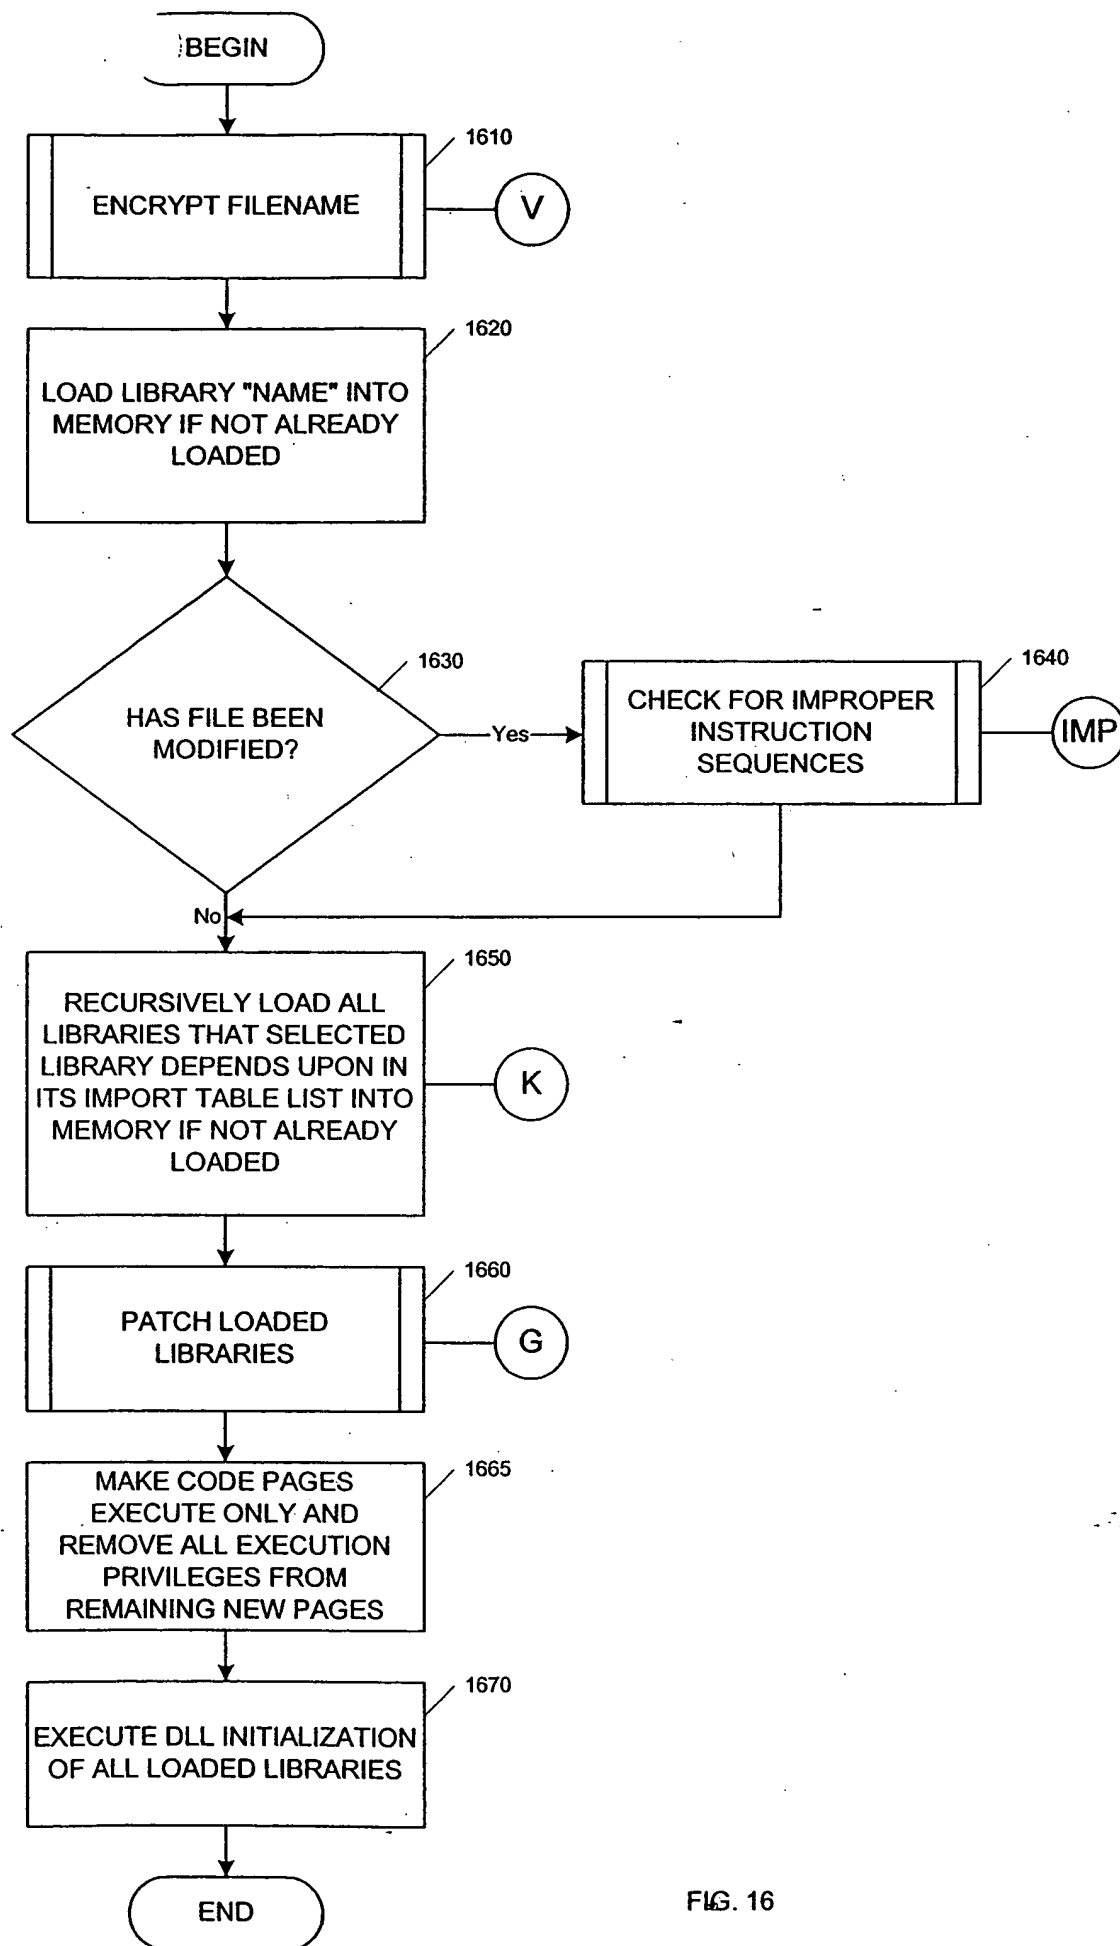 BEGIN
1610
ENCRYPT FILENAME
V
1620
LOAD LIBRARY "NAME" INTO
MEMORY IF NOT ALREADY
LOADED
1630
HAS FILE BEEN
MODIFIED?
Yes
1640
CHECK FOR IMPROPER
INSTRUCTION
SEQUENCES
IMP
No
1650
RECURSIVELY LOAD ALL
LIBRARIES THAT SELECTED
LIBRARY DEPENDS UPON IN
ITS IMPORT TABLE LIST INTO
MEMORY IF NOT ALREADY
LOADED
K
1660
PATCH LOADED
LIBRARIES
G
1665
MAKE CODE PAGES
EXECUTE ONLY AND
REMOVE ALL EXECUTION
PRIVILEGES FROM
REMAINING NEW PAGES
1670
EXECUTE DLL INITIALIZATION
OF ALL LOADED LIBRARIES
END
FIG. 16